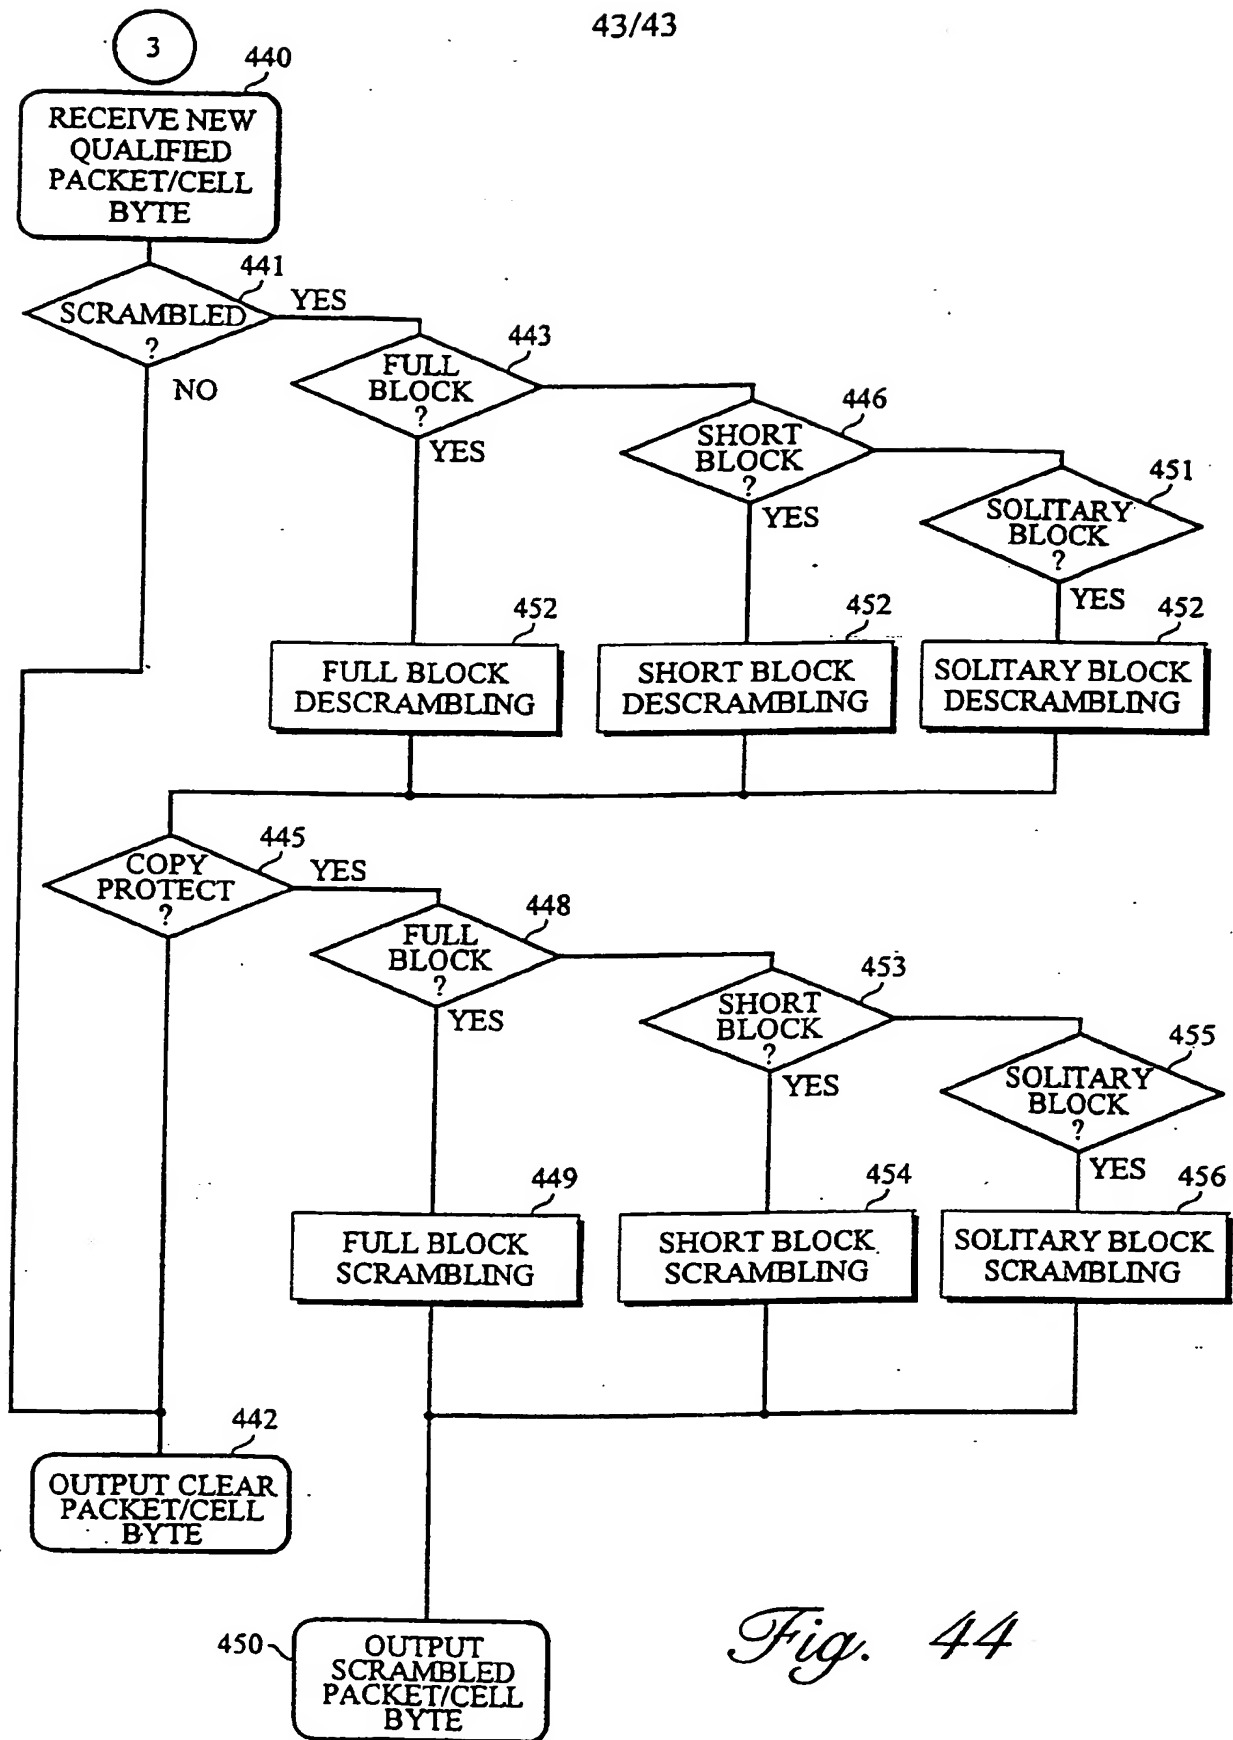 43/43
3
440
RECEIVE NEW
QUALIFIED
PACKET/CELL
BYTE
441
SCRAMBLED
?
YES
NO
443
FULL
BLOCK
?
YES
446
SHORT
BLOCK
?
YES
451
SOLITARY
BLOCK
?
YES
452
FULL BLOCK
DESCRAMBLING
452
SHORT BLOCK
DESCRAMBLING
452
SOLITARY BLOCK
DESCRAMBLING
445
COPY
PROTECT
?
YES
448
FULL
BLOCK
?
YES
453
SHORT
BLOCK
?
YES
455
SOLITARY
BLOCK
?
YES
449
FULL BLOCK
SCRAMBLING
454
SHORT BLOCK
SCRAMBLING
456
SOLITARY BLOCK
SCRAMBLING
442
OUTPUT CLEAR
PACKET/CELL
BYTE
450
OUTPUT
SCRAMBLED
PACKET/CELL
BYTE
Fig. 44